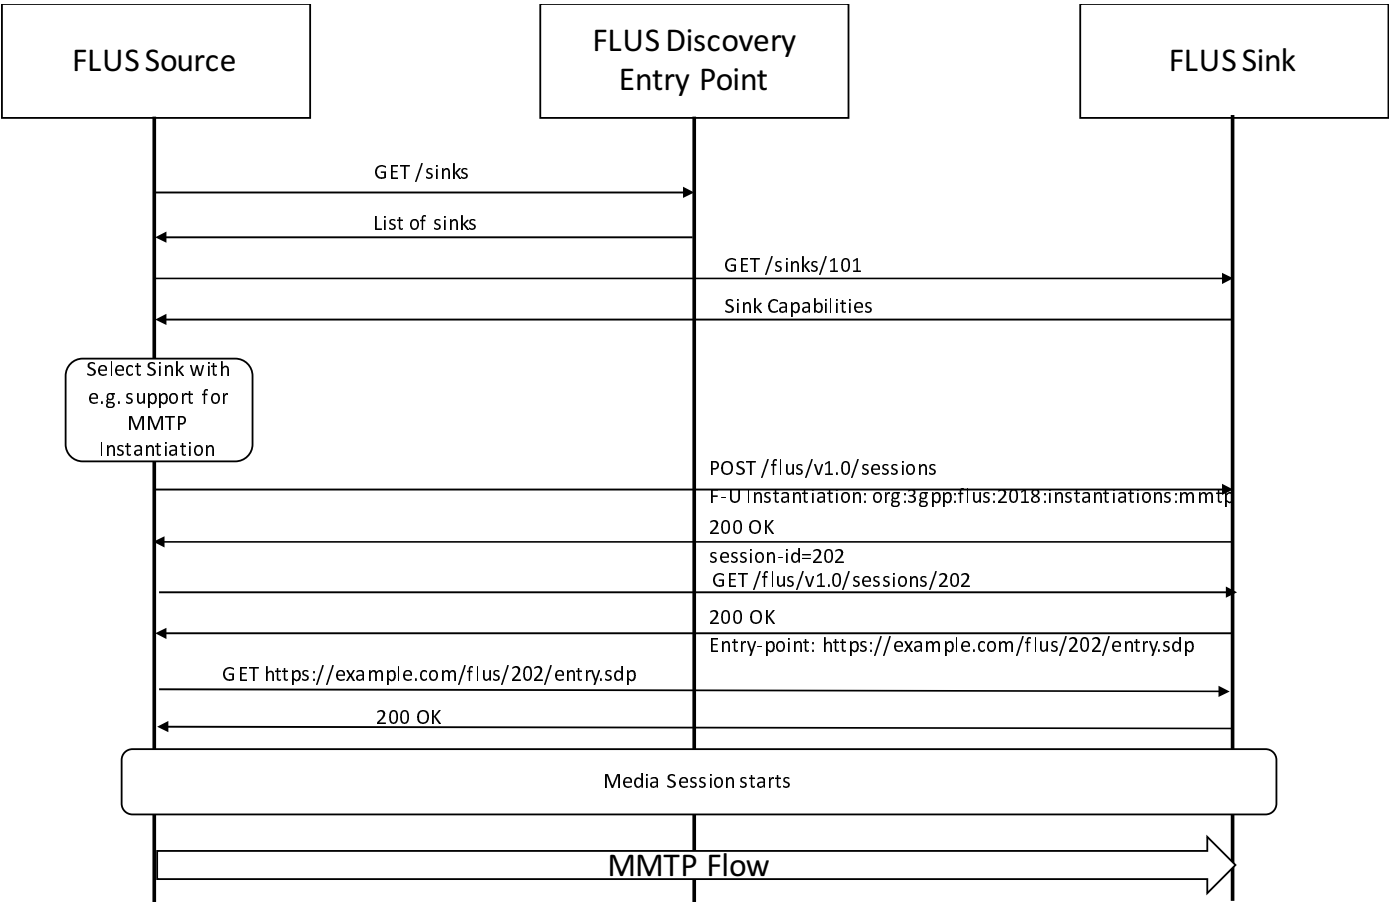 FLUS Source
FLUS Discovery
Entry Point
FLUS Sink
GET /sinks
List of sinks
GET /sinks/101
Sink Capabilities
Select Sink with
e.g. support for
MMTP
Instantiation
POST /flus/v1.0/sessions
F-U Instantiation: org:3gpp:flus:2018:instantiations:mmtp
200 OK
session-id=202
GET /flus/v1.0/sessions/202
200 OK
Entry-point: https://example.com/flus/202/entry.sdp
GET https://example.com/flus/202/entry.sdp
200 OK
Media Session starts
MMTP Flow